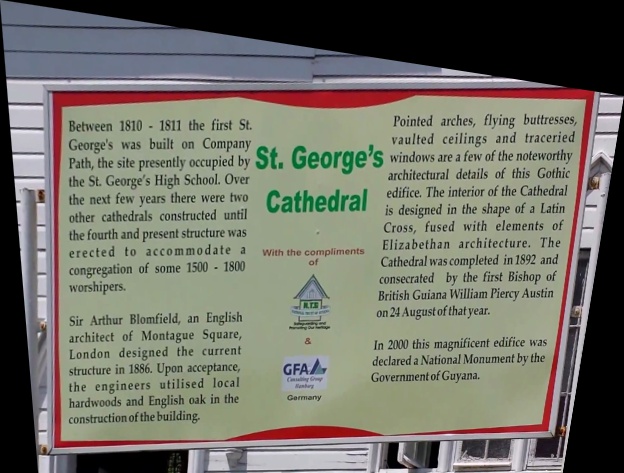 Between 1810 - 1811 the first St.
George's was built on Company
Path, the site presently occupied by
the St. George's High School. Over
the next few years there were two
other cathedrals constructed until
the fourth and present structure was
erected to accommodate a
congregation of some 1500 - 1800
worshipers.
Sir Arthur Blomfield, an English
architect of Montague Square,
London designed the current
structure in 1886. Upon acceptance,
the engineers utilised local
hardwoods and English oak in the
construction of the building.
St. George's
Cathedral
With the compliments
of
N.T.S
Safeguarding and
Promoting Our heritage
&
GFA
Consulting Group
Hamburg
Germany
Pointed arches, flying buttresses,
vaulted ceilings and traceried
windows are a few of the noteworthy
architectural details of this Gothic
edifice. The interior of the Cathedral
is designed in the shape of a Latin
Cross, fused with elements of
Elizabethan architecture. The
Cathedral was completed in 1892 and
consecrated by the first Bishop of
British Guiana William Piercy Austin
on 24 August of that year.
In 2000 this magnificent edifice was
declared a National Monument by the
Government of Guyana.